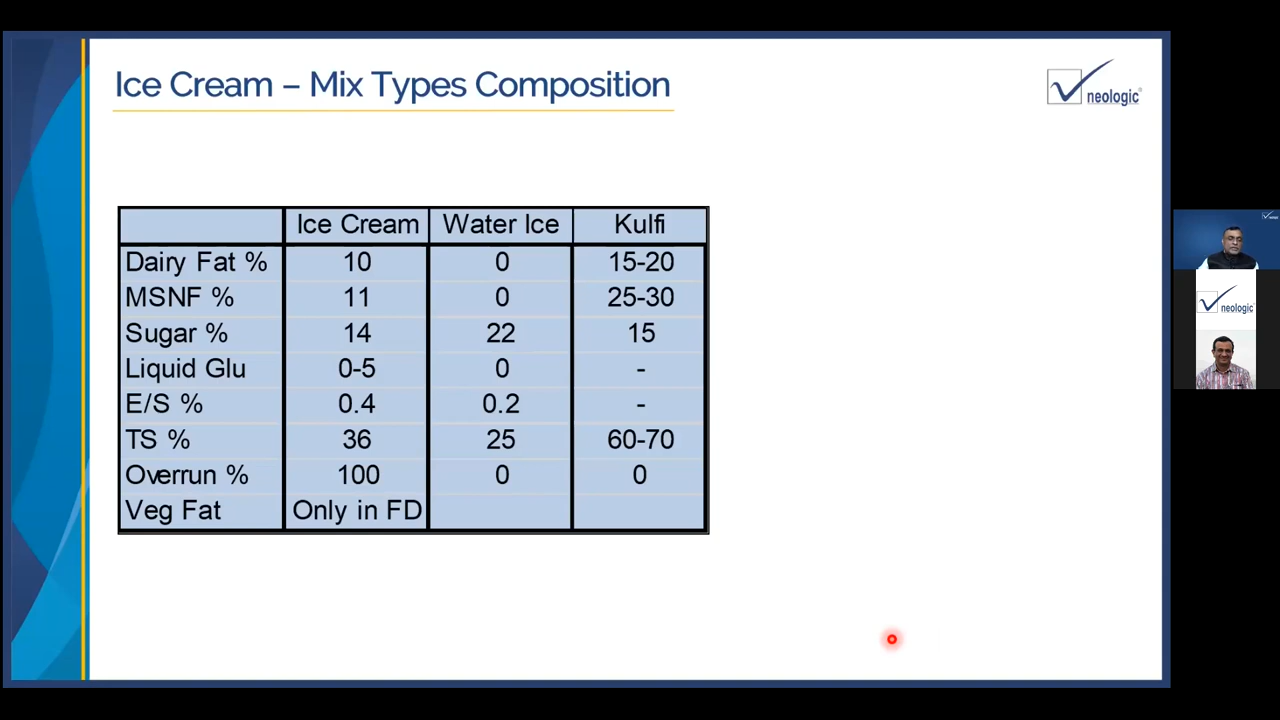 Ice Cream – Mix Types Composition
neologic
Ice Cream Water Ice Kulfi
Dairy Fat % 10 0 15-20
MSNF % 11 0 25-30
Sugar % 14 22 15
Liquid Glu 0-5 0 -
E/S % 0.4 0.2 -
TS % 36 25 60-70
Overrun % 100 0 0
Veg Fat Only in FD
neologic